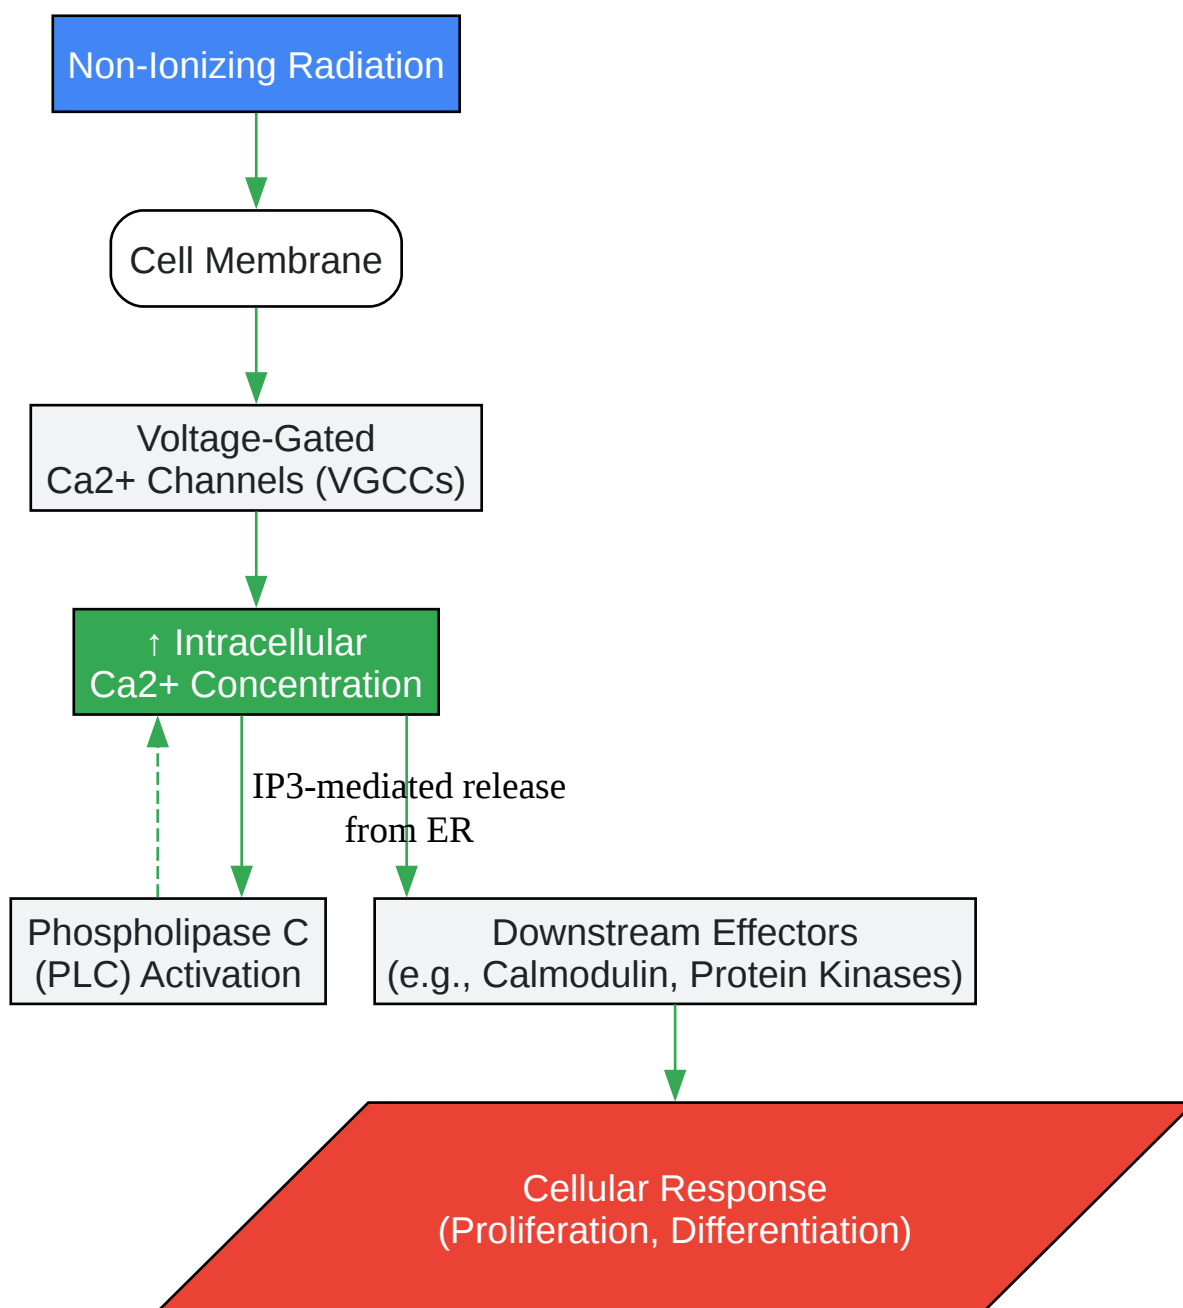 Non-Ionizing Radiation
Cell Membrane
Voltage-Gated
Ca2+ Channels (VGCCs)
↑ Intracellular
Ca2+ Concentration
IP3-mediated release
from ER
Phospholipase C
(PLC) Activation
Downstream Effectors
(e.g., Calmodulin, Protein Kinases)
Cellular Response
(Proliferation, Differentiation)